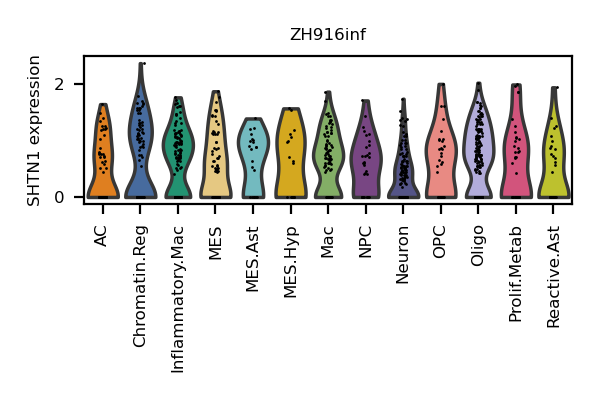 ZH916inf
SHTN1 expression
2
0
AC
Chromatin.Reg
Inflammatory.Mac
MES
MES.Ast
MES.Hyp
Mac
NPC
Neuron
OPC
Oligo
Prolif.Metab
Reactive.Ast